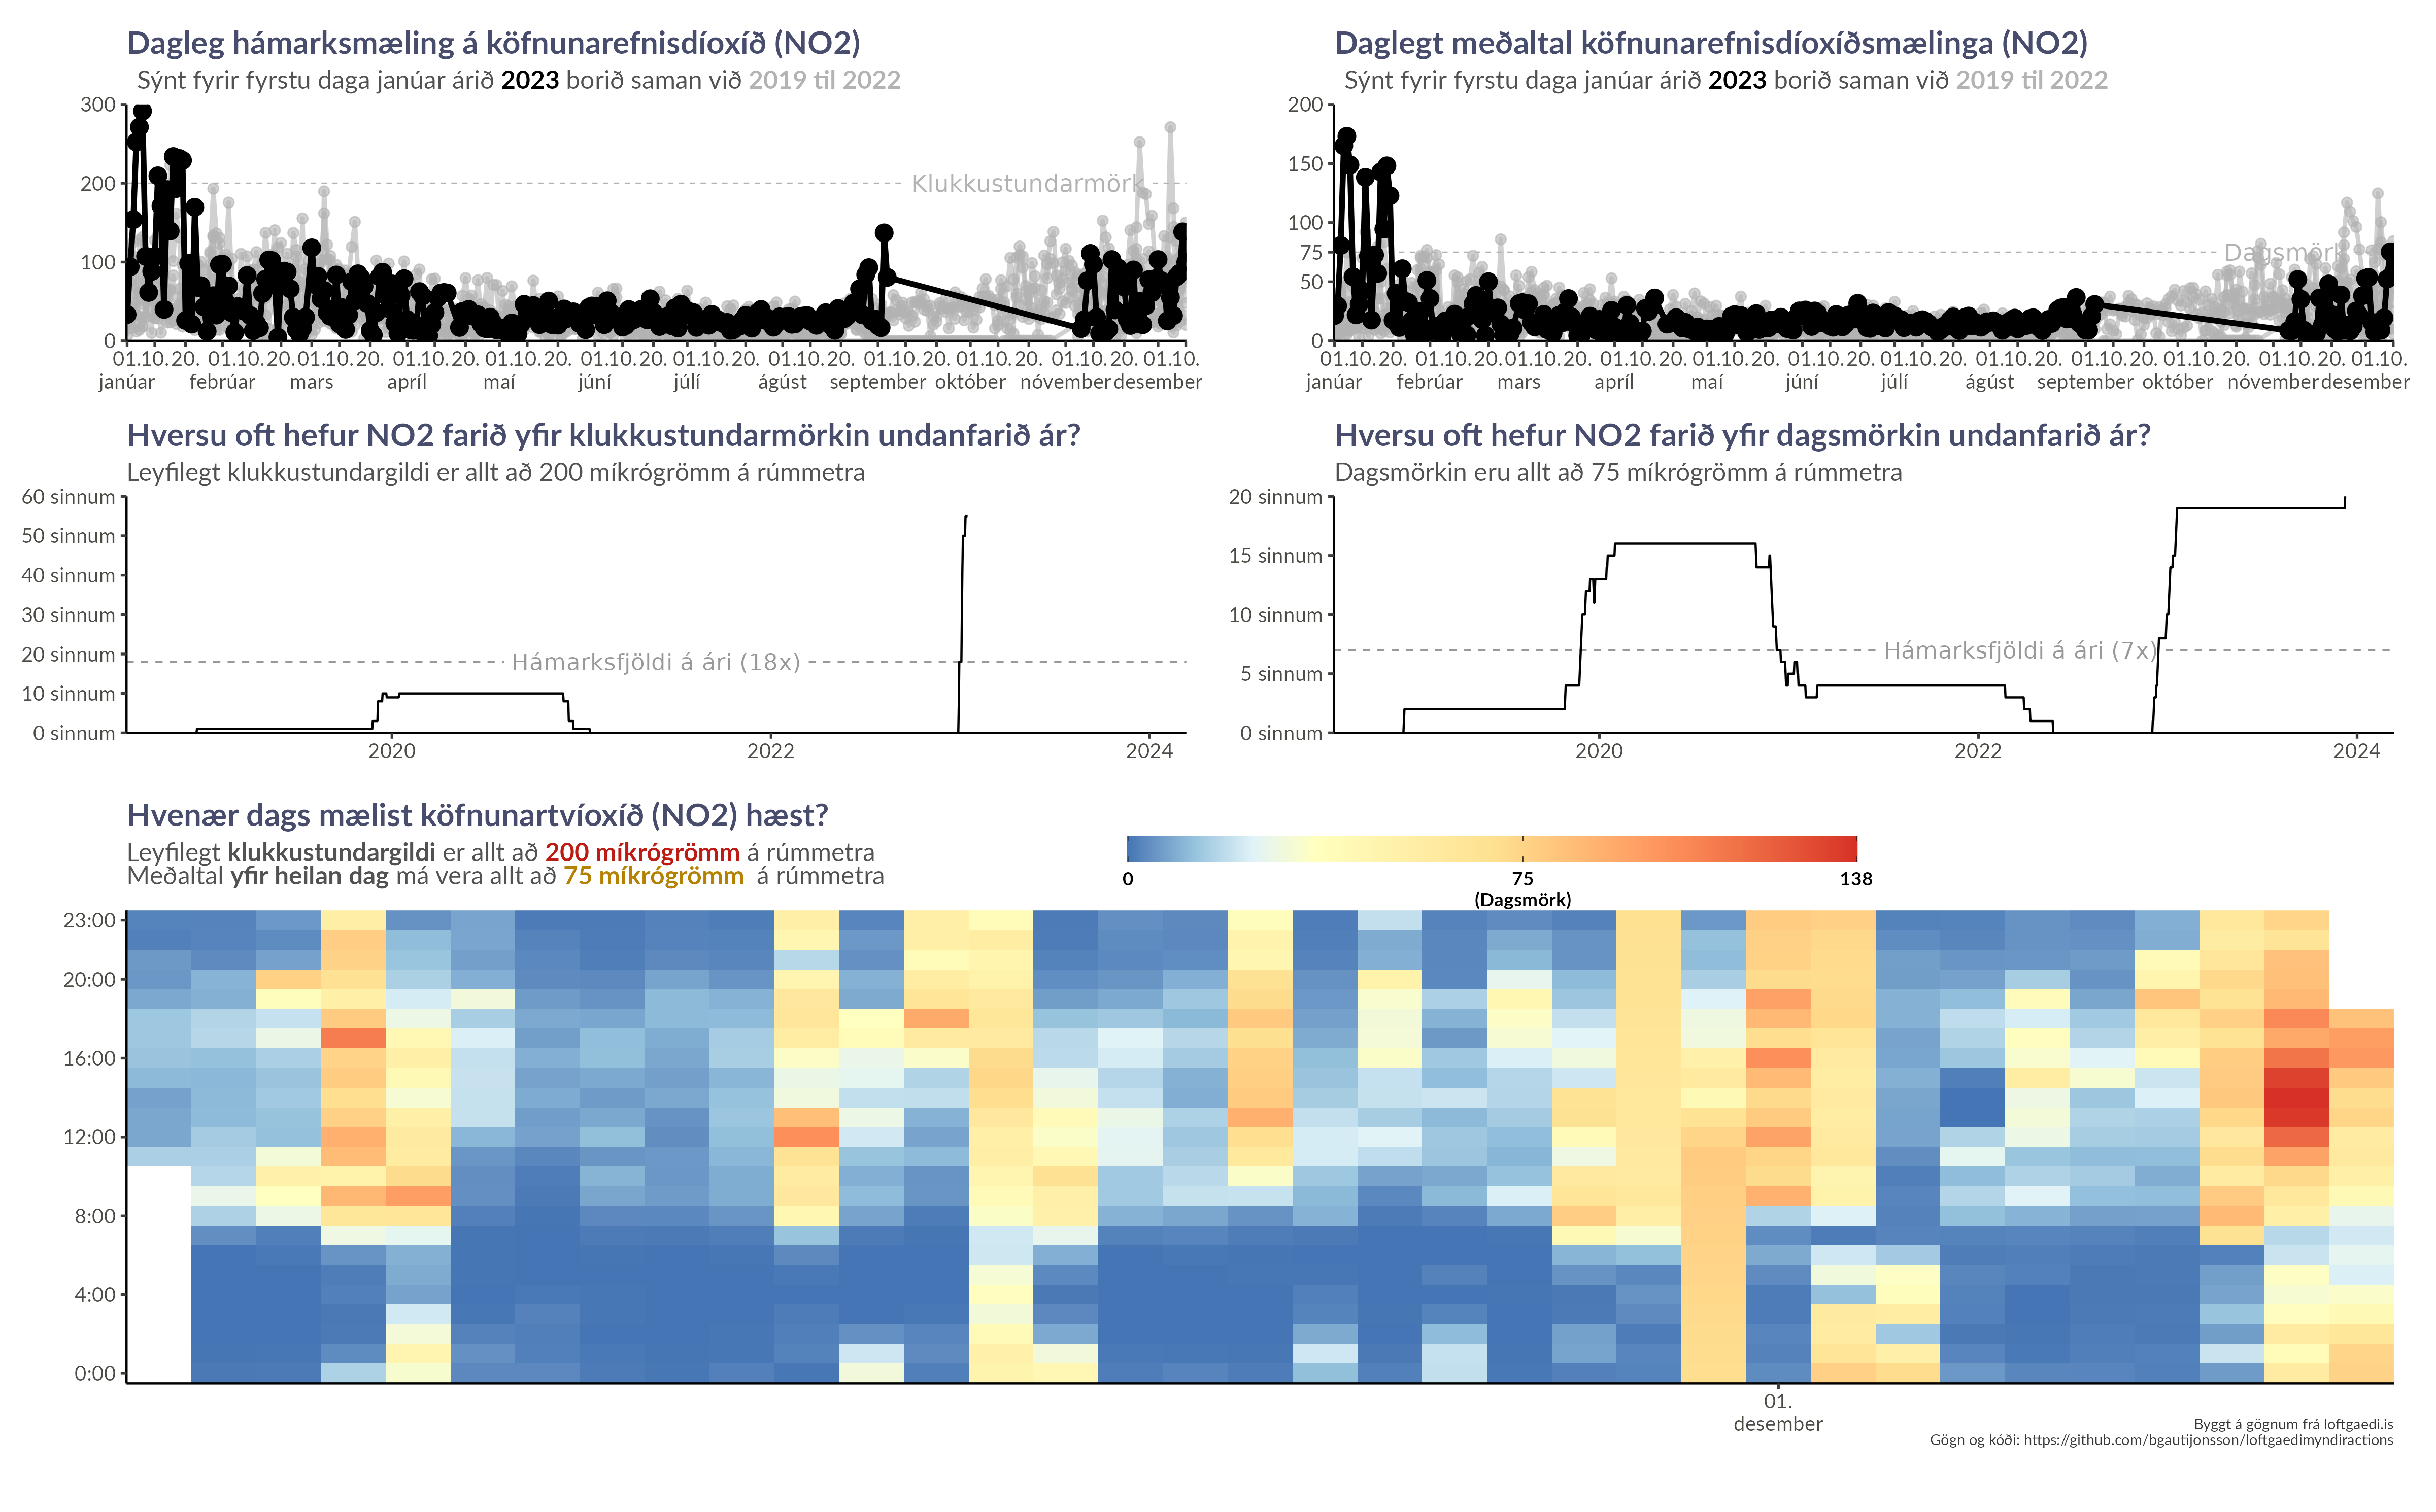 Dagleg hámarksmæling á köfnunarefnisdíoxíð (NO2)
Sýnt fyrir fyrstu daga janúar árið 2023 borið saman við 2019 til 2022
300
200
100
0
Klukkustundarmörk
01. 10. 20. 01. 10. 20. 01. 10. 20. 01. 10. 20. 01. 10. 20. 01. 10. 20. 01. 10. 20. 01. 10. 20. 01. 10. 20. 01. 10. 20. 01. 10. 20. 01. 10.
janúar febrúar mars apríl maí júní júlí ágúst september október nóvember desember
Daglegt meðaltal köfnunarefnisdíoxíðsmælinga (NO2)
Sýnt fyrir fyrstu daga janúar árið 2023 borið saman við 2019 til 2022
200
150
100
75
50
0
Dagsmörk
01. 10. 20. 01. 10. 20. 01. 10. 20. 01. 10. 20. 01. 10. 20. 01. 10. 20. 01. 10. 20. 01. 10. 20. 01. 10. 20. 01. 10. 20. 01. 10. 20. 01. 10.
janúar febrúar mars apríl maí júní júlí ágúst september október nóvember desember
Hversu oft hefur NO2 farið yfir klukkustundarmörkin undanfarið ár?
Leyfilegt klukkustundargildi er allt að 200 míkrógrömm á rúmmetra
60 sinnum
50 sinnum
40 sinnum
30 sinnum
20 sinnum
10 sinnum
0 sinnum
Hámarksfjöldi á ári (18x)
2020 2022 2024
Hversu oft hefur NO2 farið yfir dagsmörkin undanfarið ár?
Dagsmörkin eru allt að 75 míkrógrömm á rúmmetra
20 sinnum
15 sinnum
10 sinnum
5 sinnum
0 sinnum
Hámarksfjöldi á ári (7x)
2020 2022 2024
Hvenær dags mælist köfnunartvíoxíð (NO2) hæst?
Leyfilegt klukkustundargildi er allt að 200 míkrógrömm á rúmmetra
Meðaltal yfir heilan dag má vera allt að 75 míkrógrömm á rúmmetra
0 75 138
(Dagsmörk)
23:00
20:00
16:00
12:00
8:00
4:00
0:00
01.
desember
Byggt á gögnum frá loftgaedi.is
Gögn og kóði: https://github.com/bgautijonsson/loftgaedimyndiractions